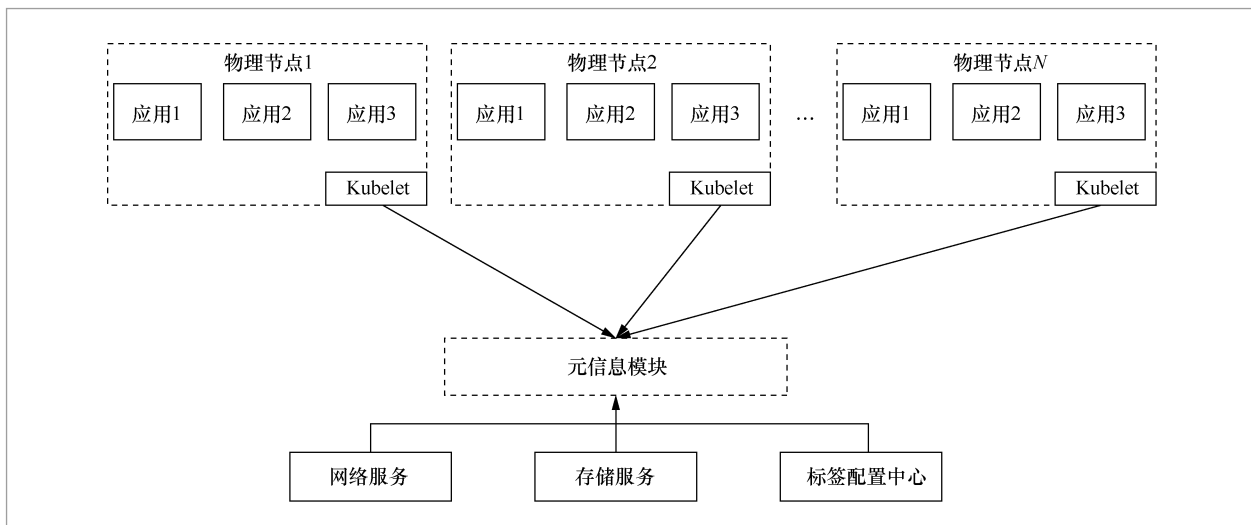 物理节点1
物理节点2
物理节点N
应用1
应用2
应用3
应用1
应用2
应用3
…
应用1
应用2
应用3
Kubelet
Kubelet
Kubelet
元信息模块
网络服务
存储服务
标签配置中心